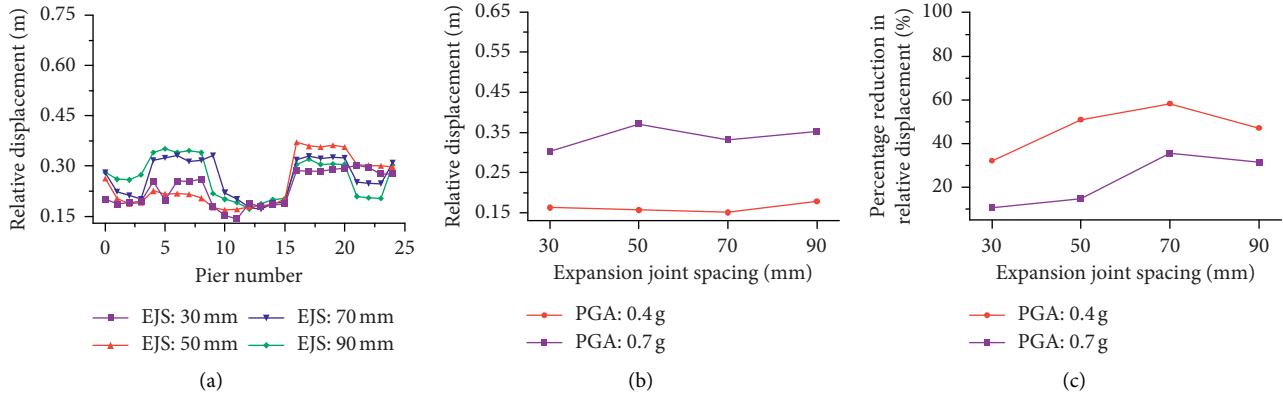 Relative displacement (m)
0.75
0.60
0.45
0.30
0.15
0
5
10
15
20
25
Pier number
EJS: 30 mm
EJS: 70 mm
EJS: 50 mm
EJS: 90 mm
(a)
Relative displacement (m)
0.65
0.55
0.45
0.35
0.25
0.15
30
50
70
90
Expansion joint spacing (mm)
PGA: 0.4 g
PGA: 0.7 g
(b)
Percentage reduction in
relative displacement (%)
100
80
60
40
20
30
50
70
90
Expansion joint spacing (mm)
PGA: 0.4 g
PGA: 0.7 g
(c)